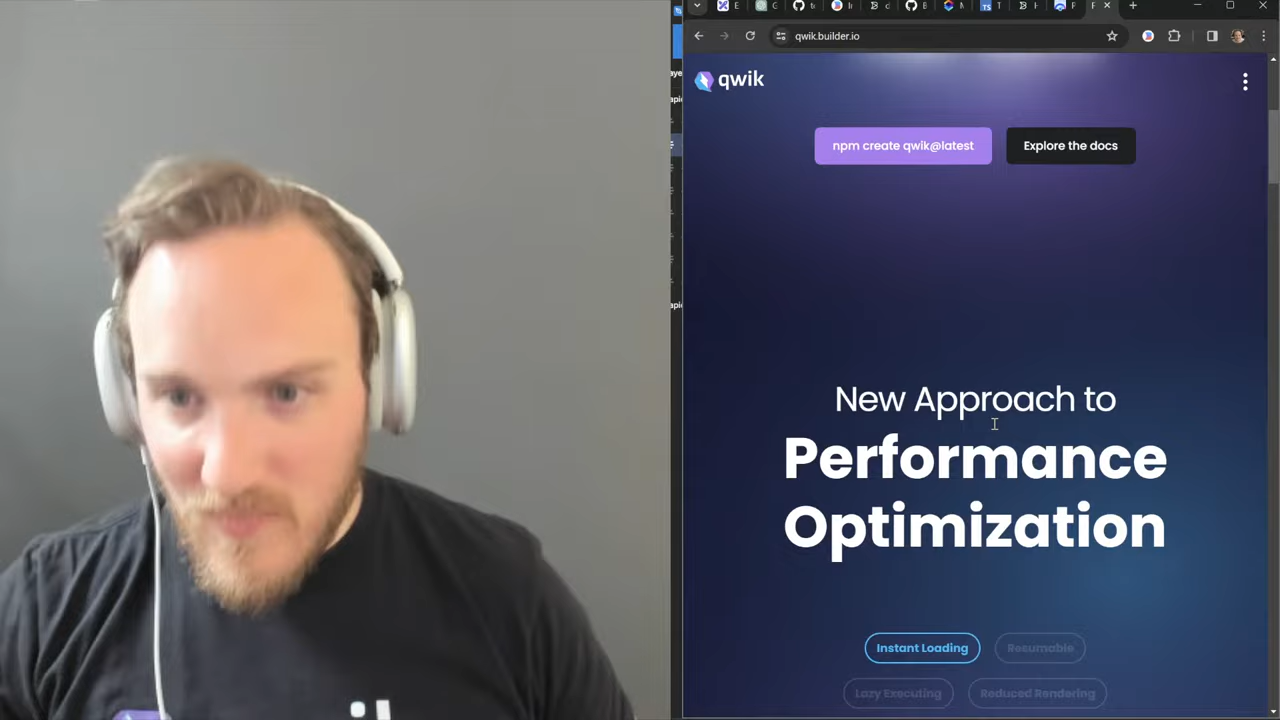 qwik.builder.io
qwik
npm create qwik@latest
Explore the docs
New Approach to
Performance
Optimization
Instant Loading
Resumable
Lazy Executing
Reduced Rendering